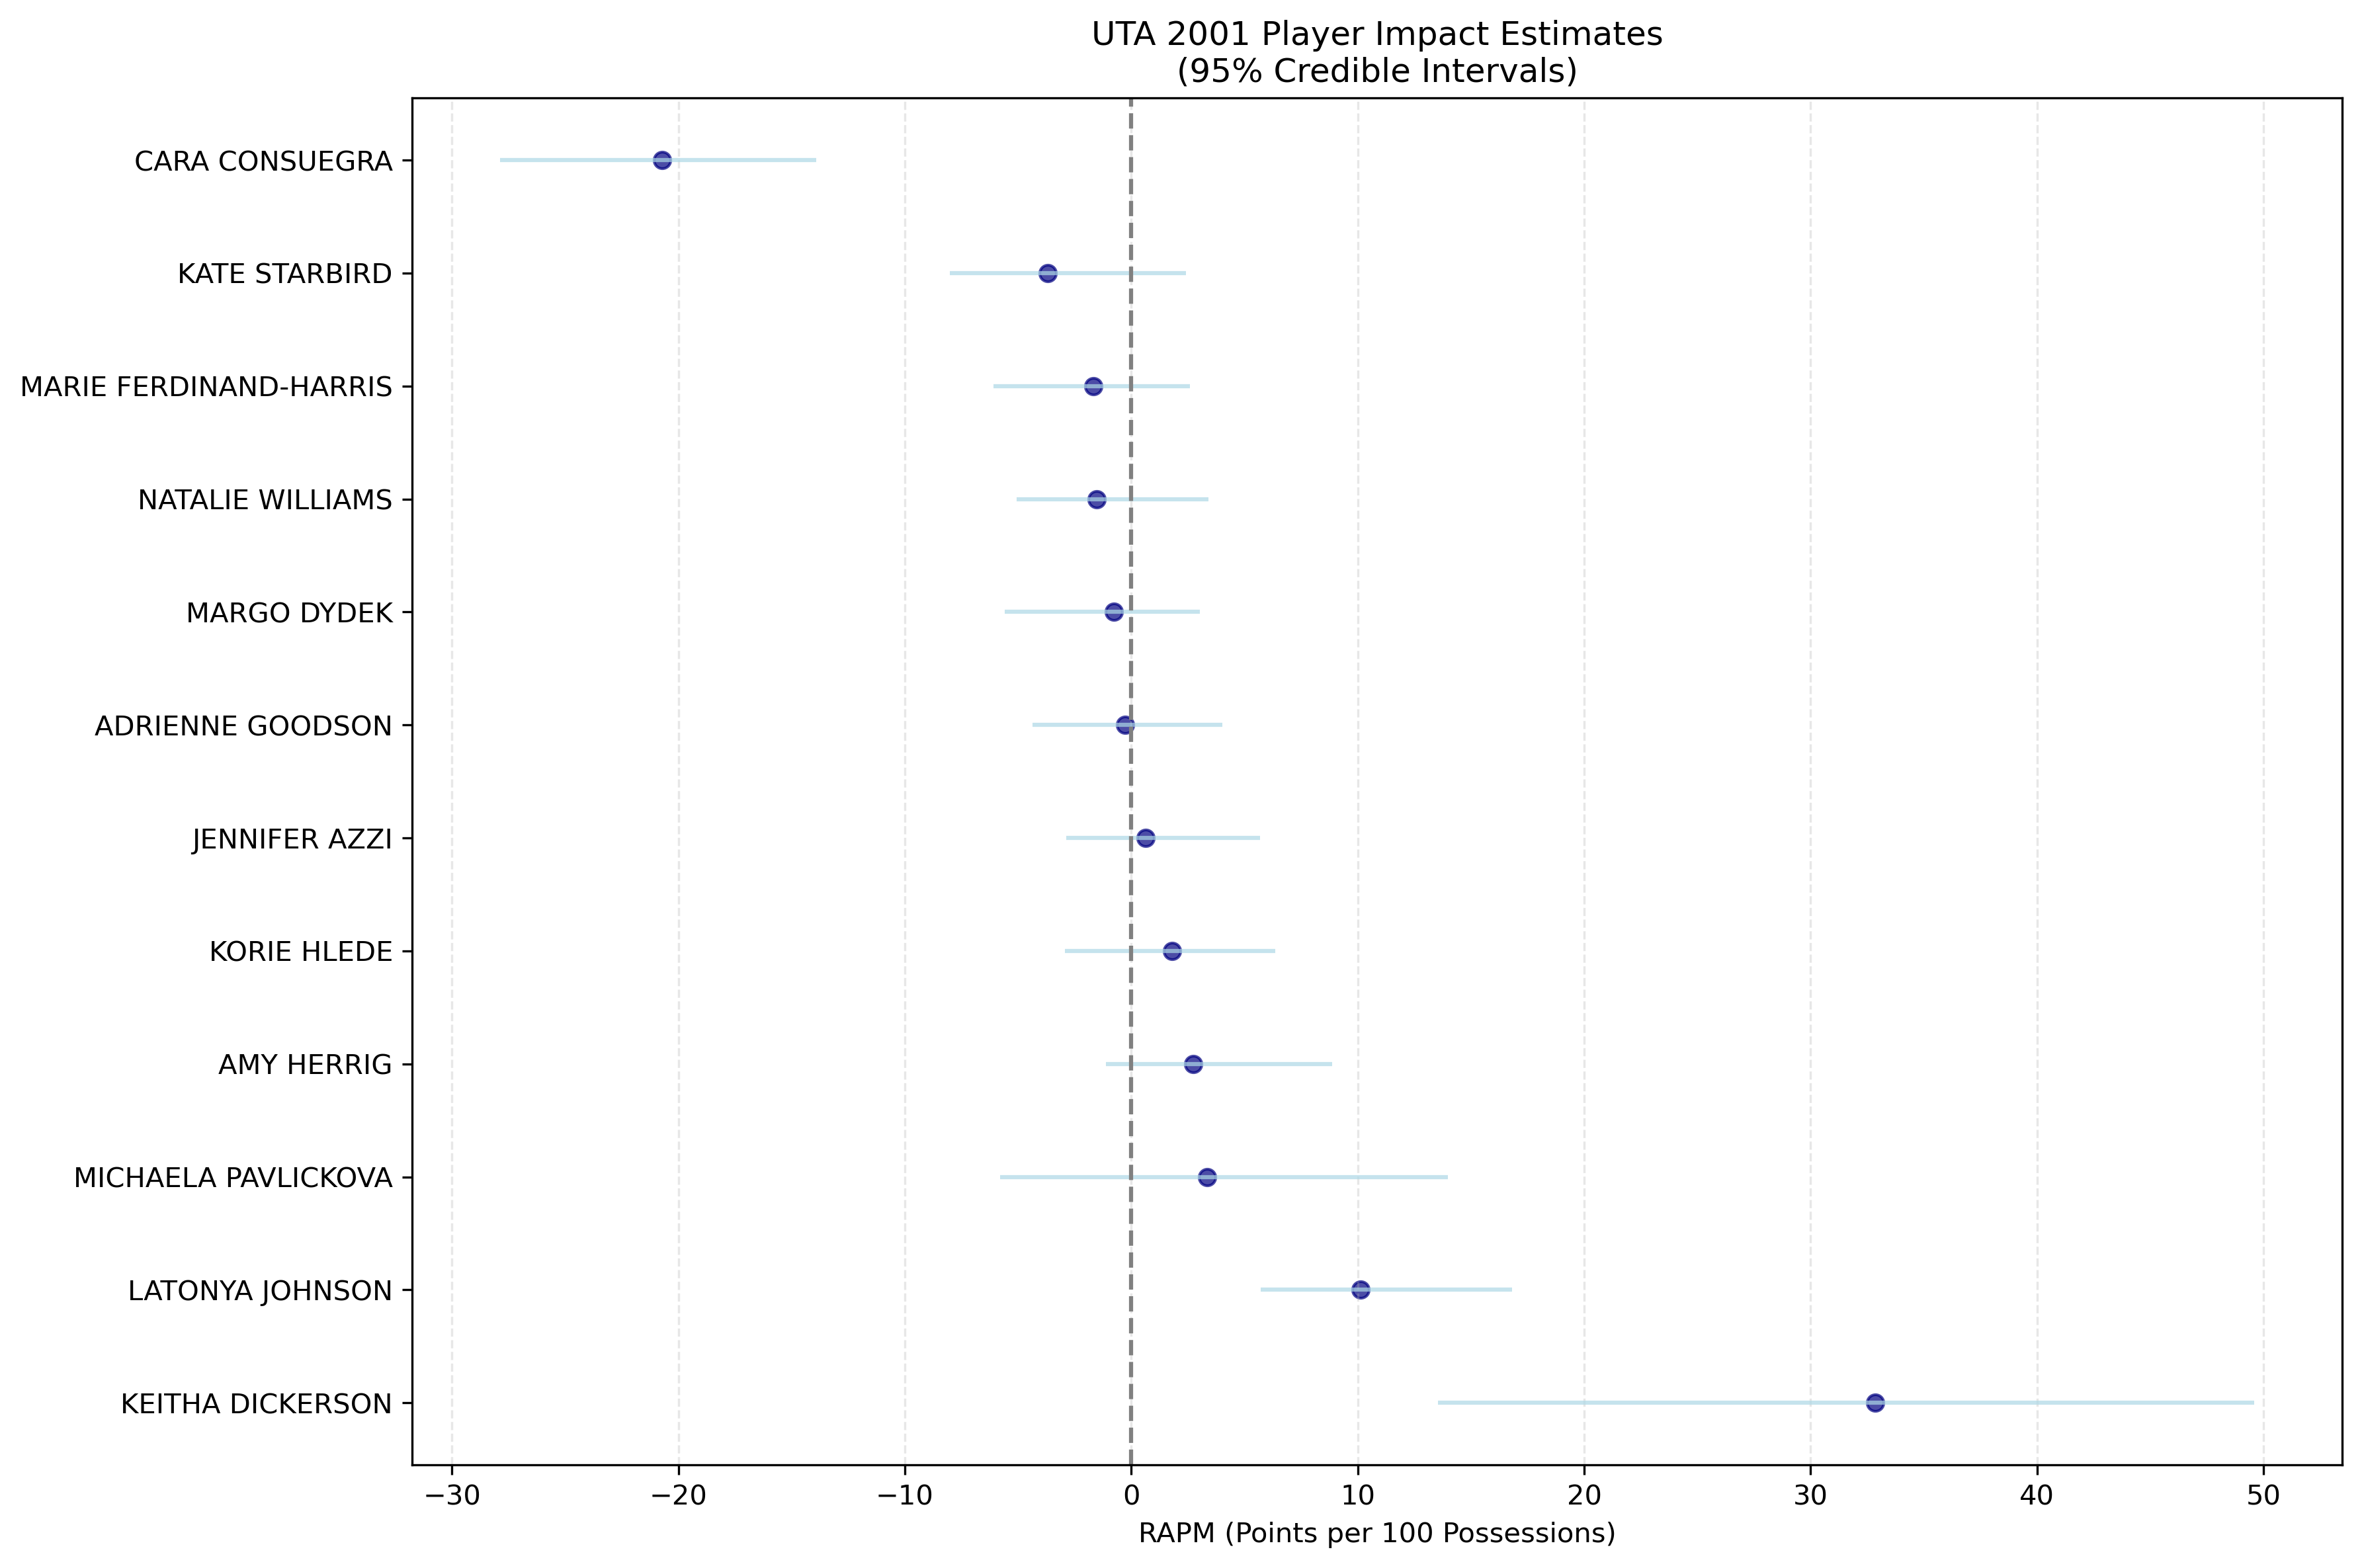 UTA 2001 Player Impact Estimates
(95% Credible Intervals)
CARA CONSUEGRA
KATE STARBIRD
MARIE FERDINAND-HARRIS
NATALIE WILLIAMS
MARGO DYDEK
ADRIENNE GOODSON
JENNIFER AZZI
KORIE HLEDE
AMY HERRIG
MICHAELA PAVLICKOVA
LATONYA JOHNSON
KEITHA DICKERSON
−30 −20 −10 0 10 20 30 40 50
RAPM (Points per 100 Possessions)